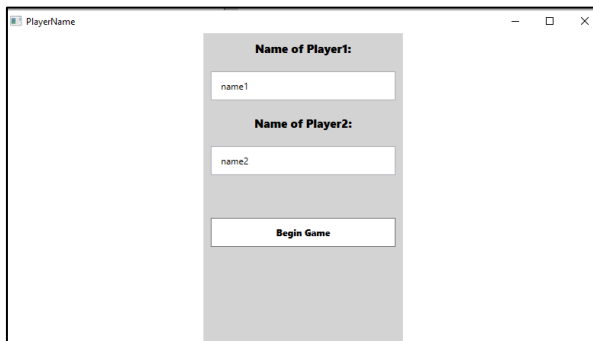 PlayerName
Name of Player1:
name1
Name of Player2:
name2
Begin Game